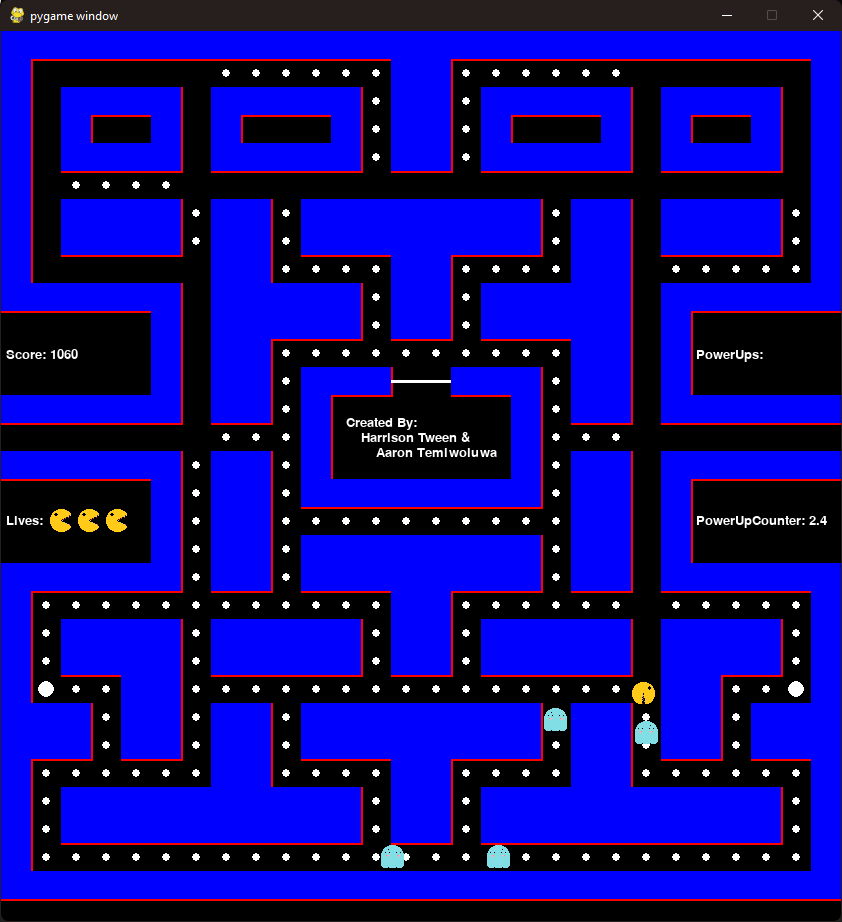 pygame window
Score: 1060
PowerUps:
Created By:
Harrison Tween &
Aaron Temiwoluwa
Lives:
PowerUpCounter: 2.4